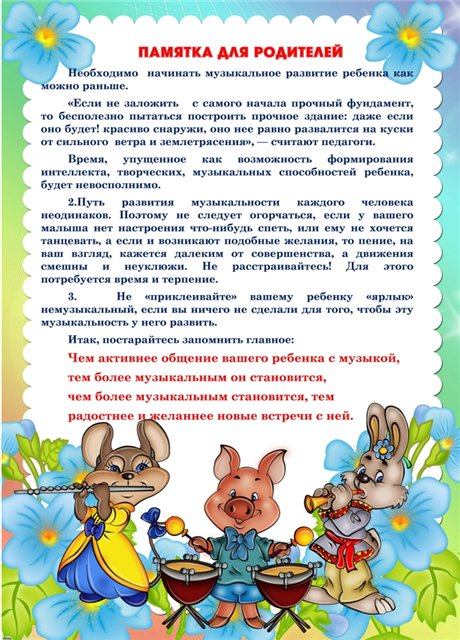 ПАМЯТКА ДЛЯ РОДИТЕЛЕЙ
Необходимо начинать музыкальное развитие ребенка как
можно раньше.
«Если не заложить с самого начала прочный фундамент,
то бесполезно пытаться построить прочное здание: даже если
оно будет! красиво снаружи, оно нее равно развалится на куски
от сильного ветра и землетрясения», — считают педагоги.
Время, упущенное как возможность формирования
интеллекта, творческих, музыкальных способностей ребенка,
будет невосполнимо.
2.Путь развития музыкальности каждого человека
неодинаков. Поэтому не следует огорчаться, если у вашего
малыша нет настроения что-нибудь спеть, или ему не хочется
танцевать, а если и возникают подобные желания, то пение, на
ваш взгляд, кажется далеким от совершенства, а движения
смешны и неуклюжи. Не расстраивайтесь! Для этого
потребуется время и терпение.
3. Не «приклеивайте» вашему ребенку «ярлык»
немузыкальный, если вы ничего не сделали для того, чтобы эту
музыкальность у него развить.
Итак, постарайтесь запомнить главное:
Чем активнее общение вашего ребенка с музыкой,
тем более музыкальным он становится,
чем более музыкальным становится, тем
радостнее и желаннее новые встречи с ней.